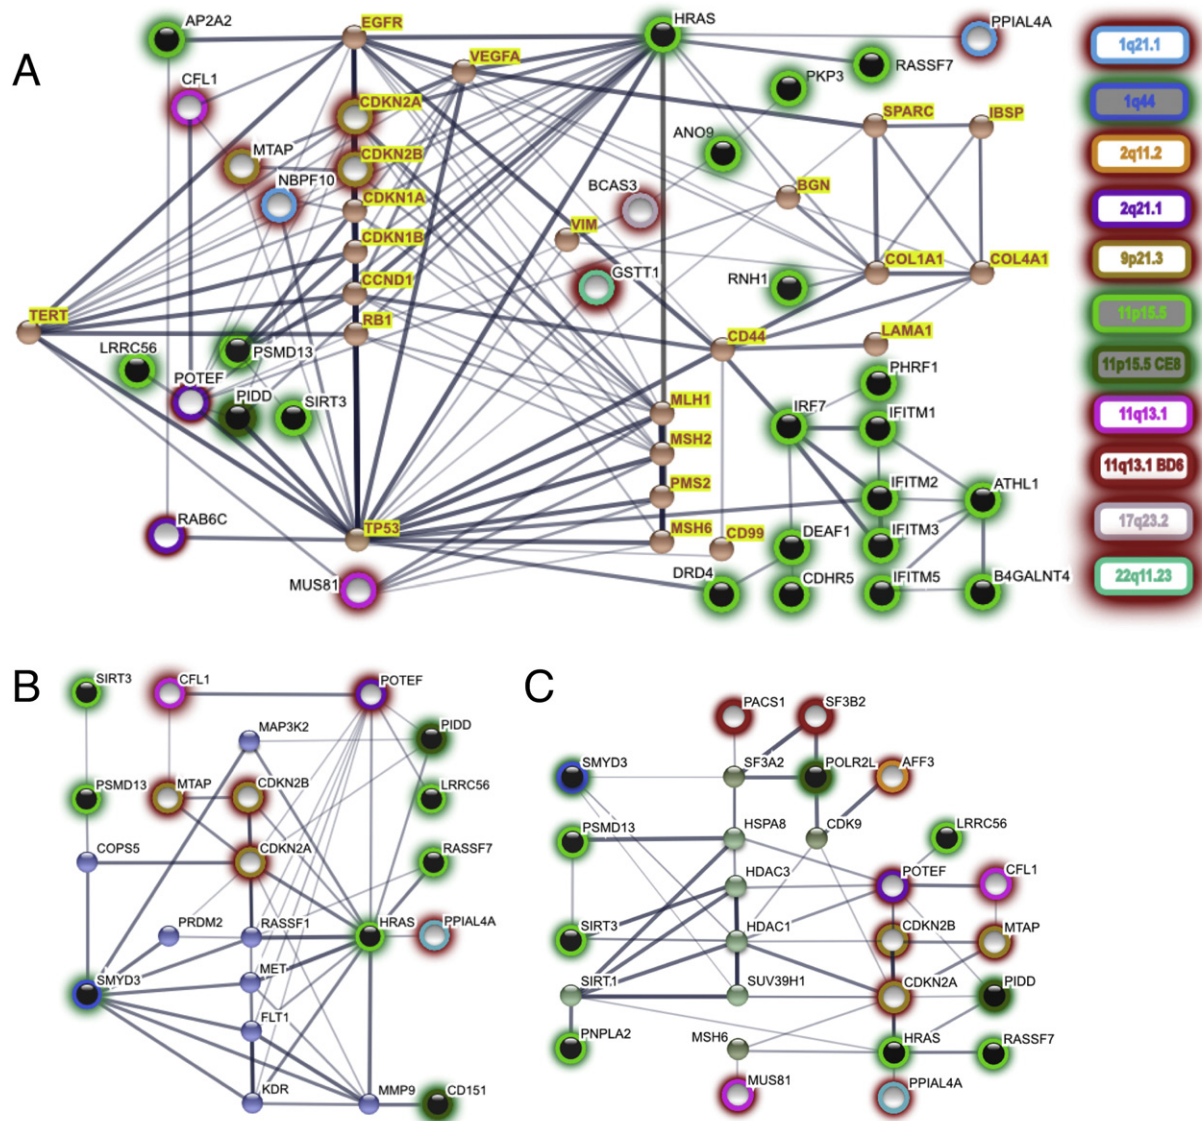 A
AP2A2
EGFR
HRAS
PPIAL4A
1q21.1
VEGFA
RASSF7
CFL1
PKP3
1q44
CDKN2A
SPARC
IBSP
MTAP
CDKN2B
ANO9
2q11.2
NBPF10
BCAS3
BGN
CDKN1A
2q21.1
VIM
CDKN1B
9p21.3
CCND1
GSTT1
RNH1
COL1A1
COL4A1
TERT
RB1
11p15.5
LRRC56
PSMD13
CD44
LAMA1
11p15.5 CE8
POTEF
PIDD
SIRT3
MLH1
IRF7
PHRF1
IFITM1
11q13.1
MSH2
PMS2
IFITM2
ATHL1
11q13.1 BD6
RAB6C
TP53
MSH6
CD99
DEAF1
IFITM3
17q23.2
MUS81
DRD4
CDHR5
IFITM5
B4GALNT4
22q11.23
B
SIRT3
CFL1
POTEF
MAP3K2
PIDD
PSMD13
MTAP
CDKN2B
LRRC56
COPS5
CDKN2A
RASSF7
PRDM2
RASSF1
HRAS
PPIAL4A
SMYD3
MET
FLT1
KDR
MMP9
CD151
C
PACS1
SF3B2
SMYD3
SF3A2
POLR2L
AFF3
PSMD13
HSPA8
CDK9
LRRC56
HDAC3
POTEF
CFL1
SIRT3
HDAC1
CDKN2B
MTAP
SIRT1
SUV39H1
CDKN2A
PIDD
PNPLA2
MSH6
HRAS
RASSF7
MUS81
PPIAL4A